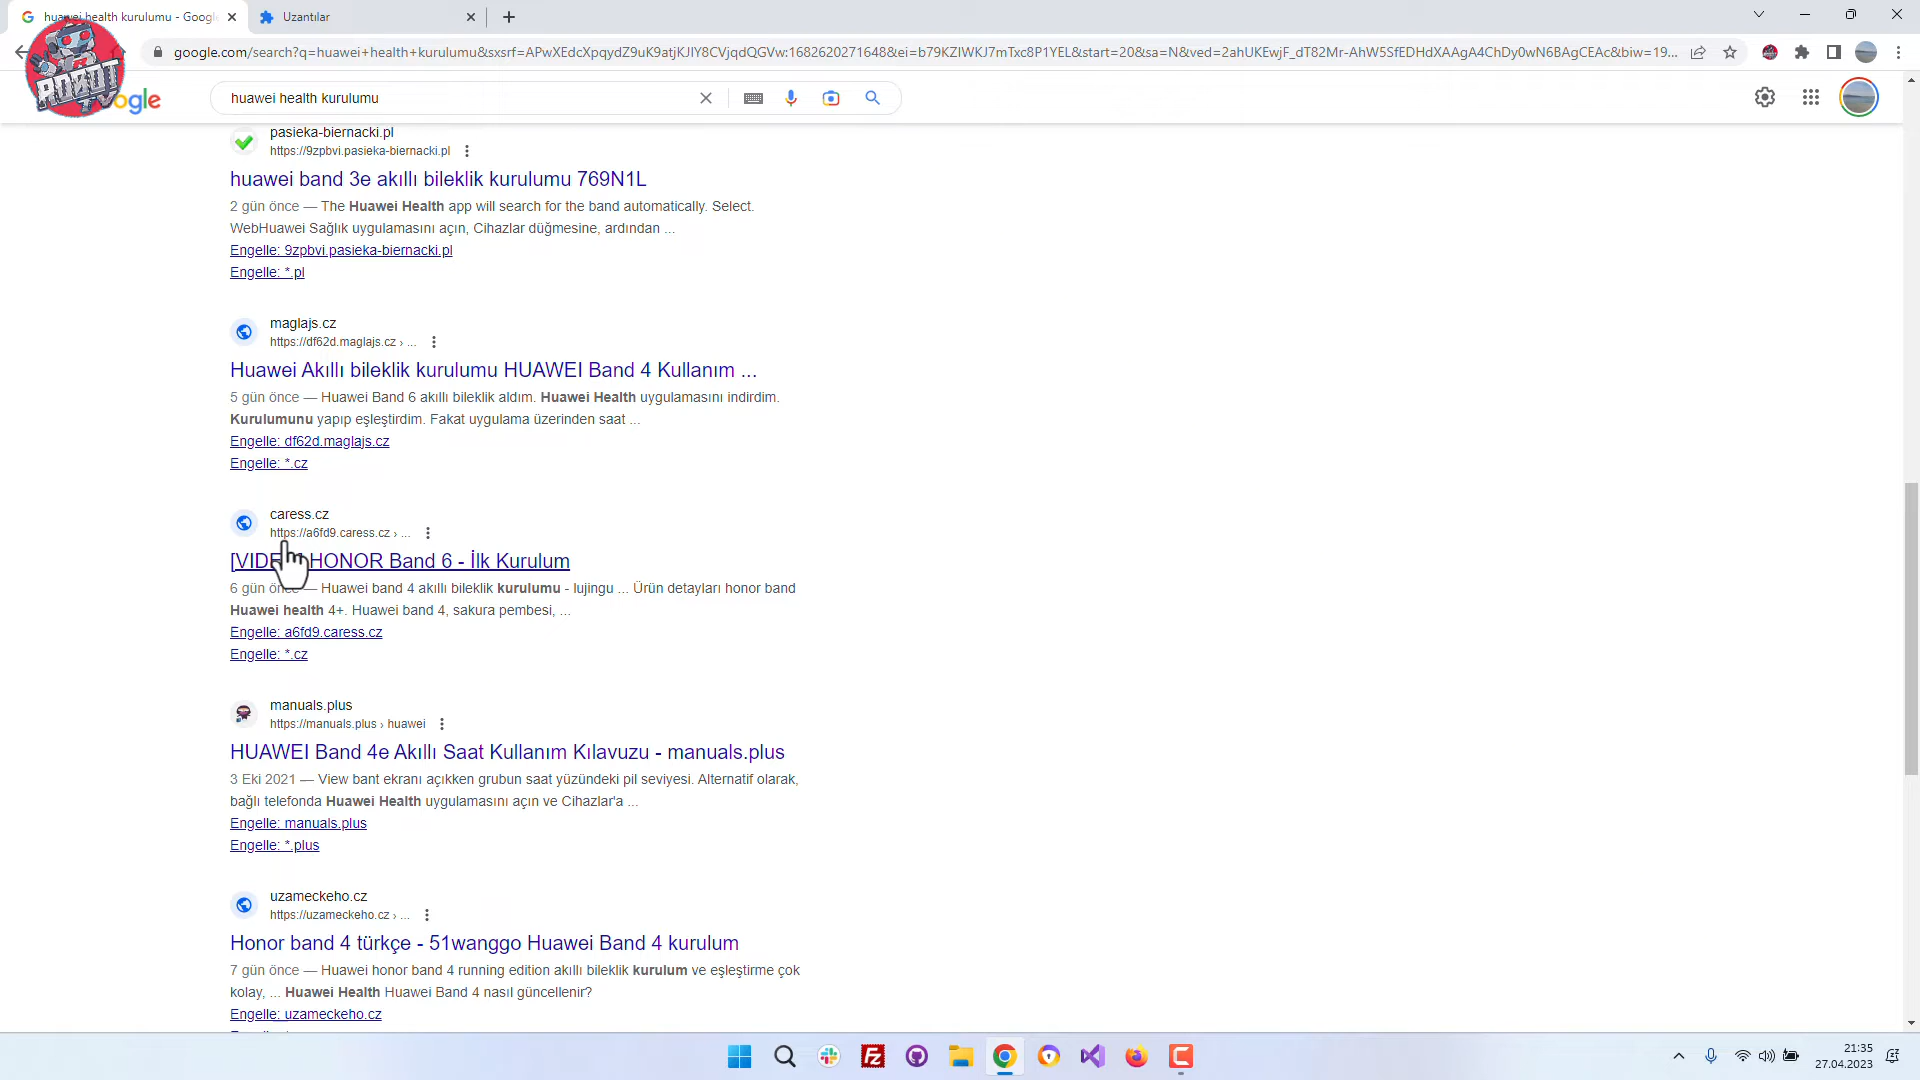 huawei health kurulumu - Googl
Uzantılar
google.com/search?q=huawei+health+kurulumu&sxsrf=APwXEdcXpqydZ9uK9atjKJIY8CVjqdQGVw:1682620271648&ei=b79KZIWKJ7mTxc8P1YEL&start=20&sa=N&ved=2ahUKEwjF_dT82Mr-AhW5SfEDHdXAAgA4ChDy0wN6BAgCEAc&biw=19...
ROBOT
ogle
huawei health kurulumu
pasieka-biernacki.pl
https://9zpbvi.pasieka-biernacki.pl
huawei band 3e akıllı bileklik kurulumu 769N1L
2 gün önce — The Huawei Health app will search for the band automatically. Select.
WebHuawei Sağlık uygulamasını açın, Cihazlar düğmesine, ardından ...
Engelle: 9zpbvi.pasieka-biernacki.pl
Engelle: *.pl
maglajs.cz
https://df62d.maglajs.cz › ...
Huawei Akıllı bileklik kurulumu HUAWEI Band 4 Kullanım ...
5 gün önce — Huawei Band 6 akıllı bileklik aldım. Huawei Health uygulamasını indirdim.
Kurulumunu yapıp eşleştirdim. Fakat uygulama üzerinden saat ...
Engelle: df62d.maglajs.cz
Engelle: *.cz
caress.cz
https://a6fd9.caress.cz › ...
HONOR Band 6 - İlk Kurulum
6 gün önce — Huawei band 4 akıllı bileklik kurulumu - lujingu ... Ürün detayları honor band
Huawei health 4+. Huawei band 4, sakura pembesi, ...
Engelle: a6fd9.caress.cz
Engelle: *.cz
manuals.plus
https://manuals.plus › huawei
HUAWEI Band 4e Akıllı Saat Kullanım Kılavuzu - manuals.plus
3 Eki 2021 — View bant ekranı açıkken grubun saat yüzündeki pil seviyesi. Alternatif olarak,
bağlı telefonda Huawei Health uygulamasını açın ve Cihazlar'a ...
Engelle: manuals.plus
Engelle: *.plus
uzameckeho.cz
https://uzameckeho.cz › ...
Honor band 4 türkçe - 51wanggo Huawei Band 4 kurulum
7 gün önce — Huawei honor band 4 running edition akıllı bileklik kurulum ve eşleştirme çok
kolay, ... Huawei Health Huawei Band 4 nasıl güncellenir?
Engelle: uzameckeho.cz
21:35
27.04.2023